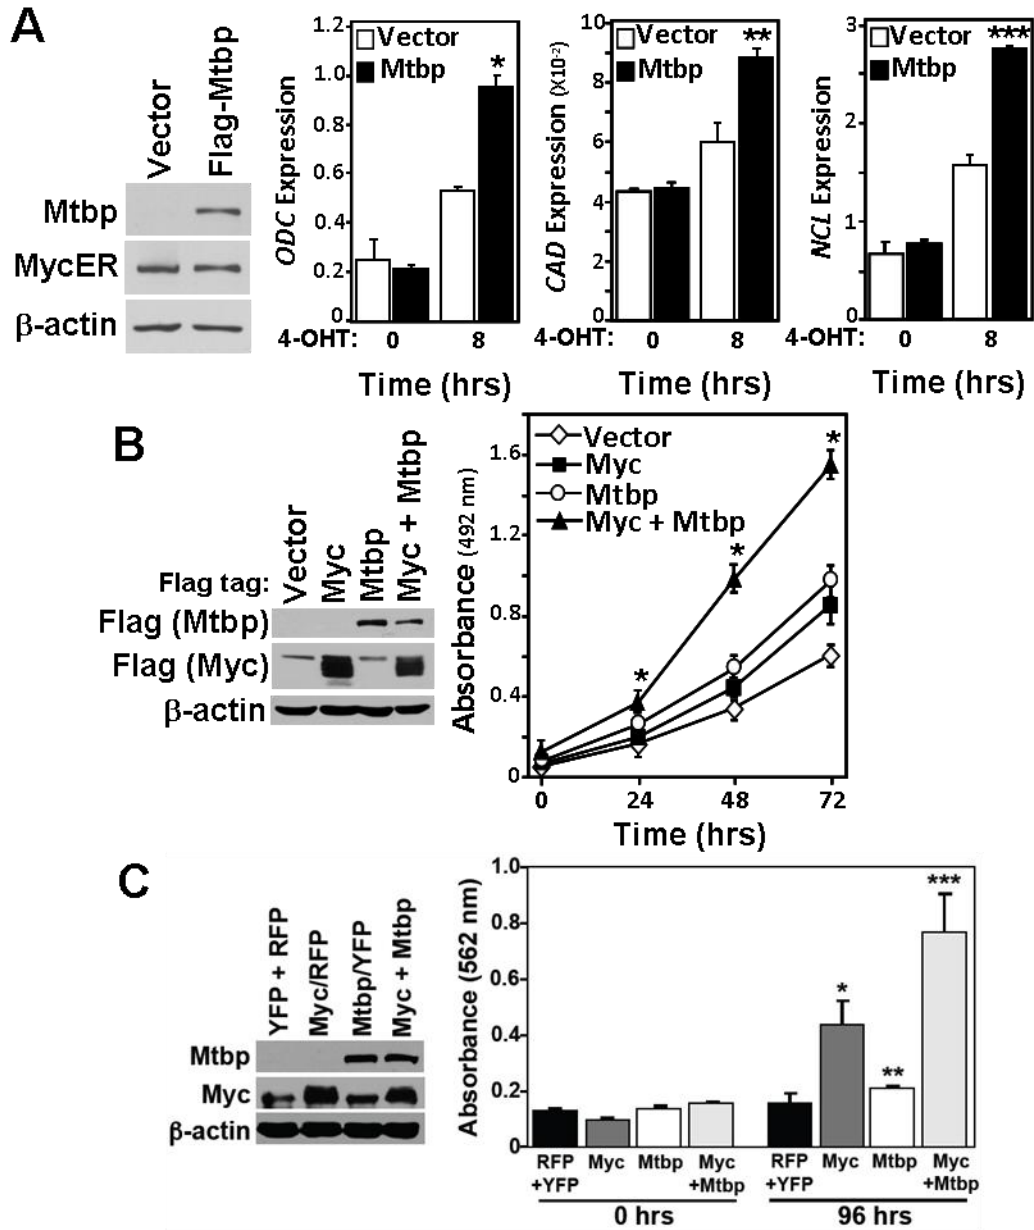 A
Vector
Flag-Mtbp
Mtbp
MycER
β-actin
ODC Expression
1.2
1.0
0.8
0.6
0.4
0.2
0
Vector
Mtbp
*
4-OHT: 0 8
Time (hrs)
CAD Expression (X10⁻²)
10
8
6
4
2
0
Vector
Mtbp
**
4-OHT: 0 8
Time (hrs)
NCL Expression
3
2
1
0
Vector
Mtbp
***
4-OHT: 0 8
Time (hrs)
B
Flag tag:
Vector
Myc
Mtbp
Myc + Mtbp
Flag (Mtbp)
Flag (Myc)
β-actin
Absorbance (492 nm)
1.6
1.2
0.8
0.4
0
Vector
Myc
Mtbp
Myc + Mtbp
*
*
*
0 24 48 72
Time (hrs)
C
YFP + RFP
Myc/RFP
Mtbp/YFP
Myc + Mtbp
Mtbp
Myc
β-actin
Absorbance (562 nm)
1.0
0.8
0.6
0.4
0.2
0
*
**
***
RFP +YFP
Myc
Mtbp
Myc +Mtbp
RFP +YFP
Myc
Mtbp
Myc +Mtbp
0 hrs
96 hrs